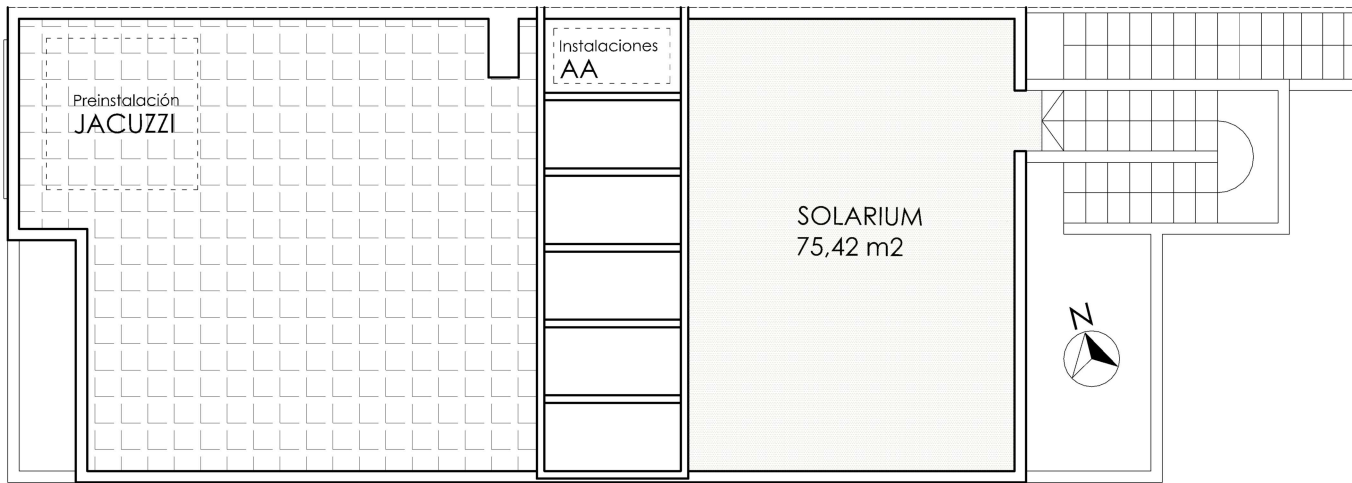 Preinstalación
JACUZZI
Instalaciones
AA
SOLARIUM
75,42 m2
N